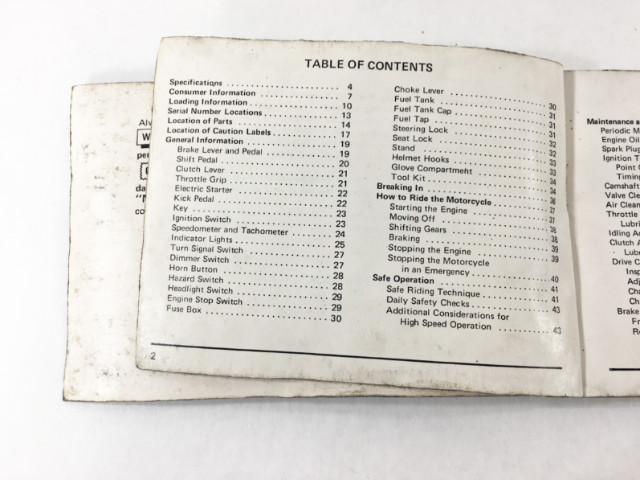 TABLE OF CONTENTS
Specifications 4
Consumer Information 7
Loading Information 10
Serial Number Locations 13
Location of Parts 14
Location of Caution Labels 17
General Information 19
Brake Lever and Pedal 19
Shift Pedal 20
Clutch Lever 21
Throttle Grip 21
Electric Starter 22
Kick Pedal 22
Key 23
Ignition Switch 23
Speedometer and Tachometer 24
Indicator Lights 25
Turn Signal Switch 27
Dimmer Switch 27
Horn Button 28
Hazard Switch 28
Headlight Switch 29
Engine Stop Switch 29
Fuse Box 30
Choke Lever 30
Fuel Tank 31
Fuel Tank Cap 31
Fuel Tap 31
Steering Lock 32
Seat Lock 32
Stand 33
Helmet Hooks 33
Glove Compartment 34
Tool Kit 34
Breaking In 36
How to Ride the Motorcycle 37
Starting the Engine 37
Moving Off 38
Shifting Gears 38
Braking 39
Stopping the Engine 39
Stopping the Motorcycle
in an Emergency 40
Safe Operation 41
Safe Riding Technique 41
Daily Safety Checks 43
Additional Considerations for
High Speed Operation 43
2
Maintenance a
Periodic M
Engine Oil
Spark Plug
Ignition T
Point
Timing
Camshaft
Valve Cle
Air Clean
Throttle
Lubri
Idling Ad
Clutch A
Lub
Drive C
Insp
Adj
Cha
Ch
Brake
Fr
Re